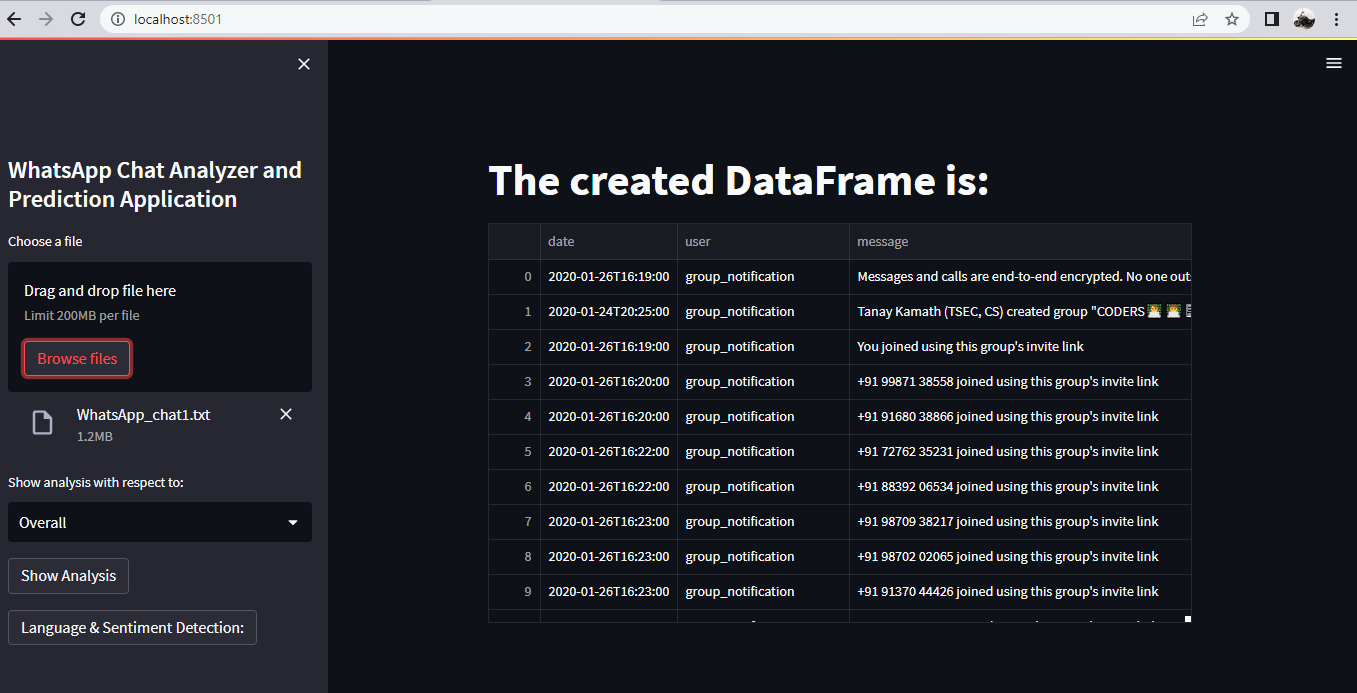 localhost:8501
WhatsApp Chat Analyzer and
Prediction Application
Choose a file
Drag and drop file here
Limit 200MB per file
Browse files
WhatsApp_chat1.txt
1.2MB
Show analysis with respect to:
Overall
Show Analysis
Language & Sentiment Detection:
The created DataFrame is:
date user message
0 2020-01-26T16:19:00 group_notification Messages and calls are end-to-end encrypted. No one out
1 2020-01-24T20:25:00 group_notification Tanay Kamath (TSEC, CS) created group "CODERS👨‍💻 👨‍💻
2 2020-01-26T16:19:00 group_notification You joined using this group's invite link
3 2020-01-26T16:20:00 group_notification +91 99871 38558 joined using this group's invite link
4 2020-01-26T16:20:00 group_notification +91 91680 38866 joined using this group's invite link
5 2020-01-26T16:22:00 group_notification +91 72762 35231 joined using this group's invite link
6 2020-01-26T16:22:00 group_notification +91 88392 06534 joined using this group's invite link
7 2020-01-26T16:23:00 group_notification +91 98709 38217 joined using this group's invite link
8 2020-01-26T16:23:00 group_notification +91 98702 02065 joined using this group's invite link
9 2020-01-26T16:23:00 group_notification +91 91370 44426 joined using this group's invite link